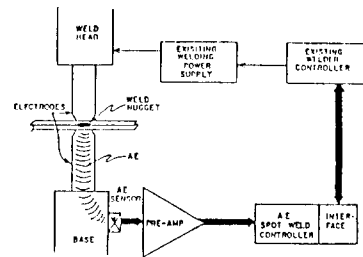 WELD
HEAD
EXISITING
WELDING
POWER
SUPPLY
EXISTING
WELDER
CONTROLLER
ELECTRODES
WELD
NUGGET
AE
AE
SENSOR
BASE
PRE-AMP
AE
SPOT WELD
CONTROLLER
INTER-
FACE